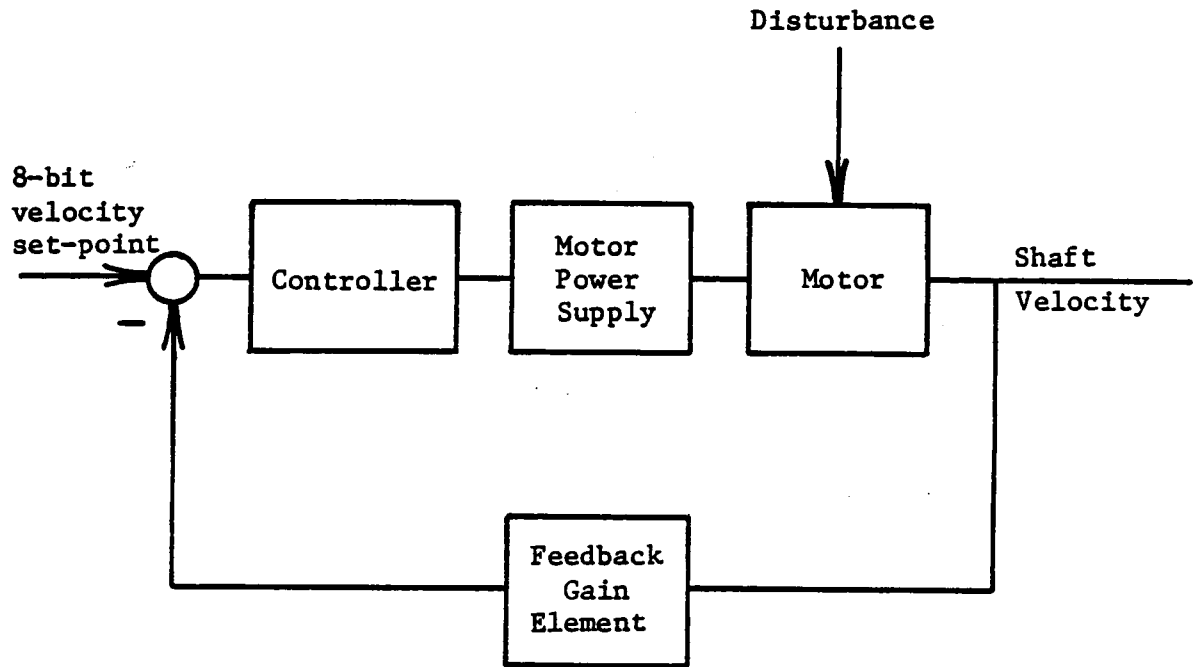 Disturbance
8-bit
velocity
set-point
Controller
Motor
Power
Supply
Motor
Shaft
Velocity
−
Feedback
Gain
Element